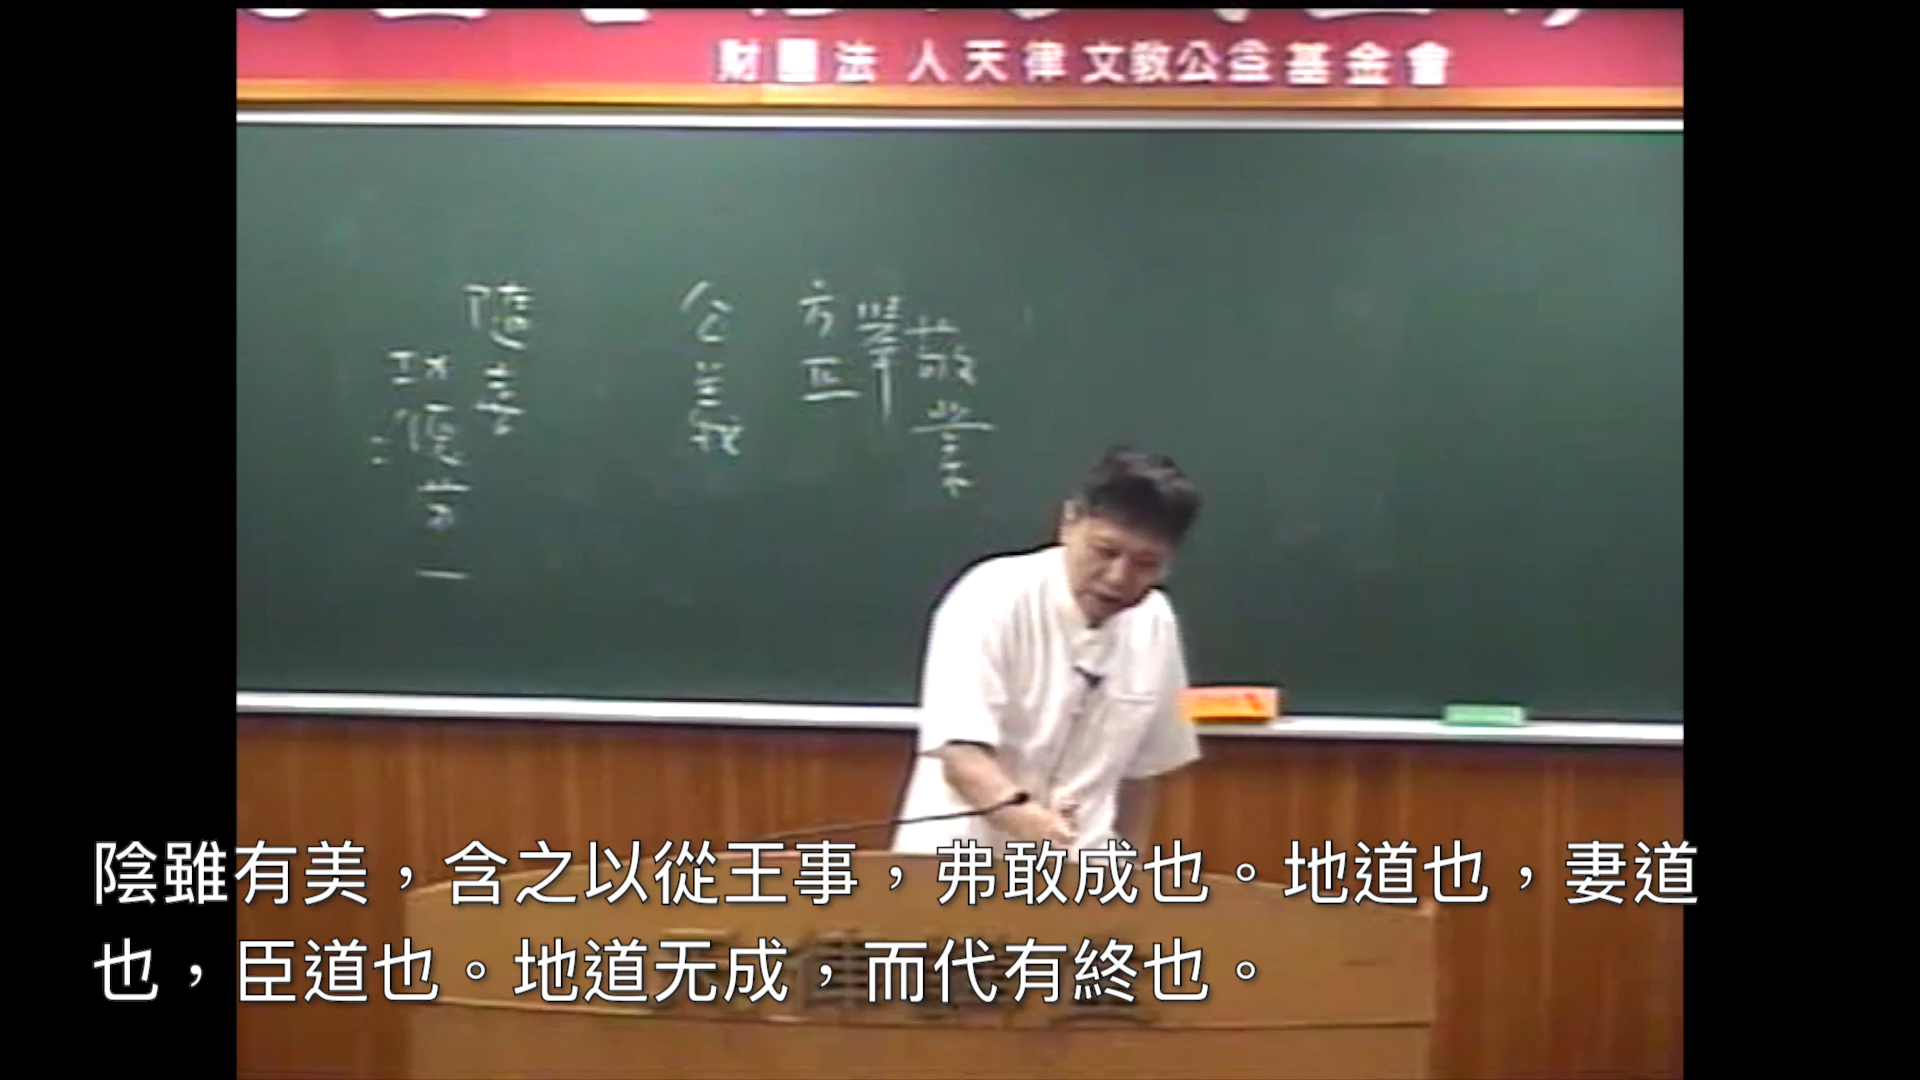 財團法人天律文教公益基金會
敬業
方正
公義
隨喜
功德第一
陰雖有美，含之以從王事，弗敢成也。地道也，妻道
也，臣道也。地道无成，而代有終也。